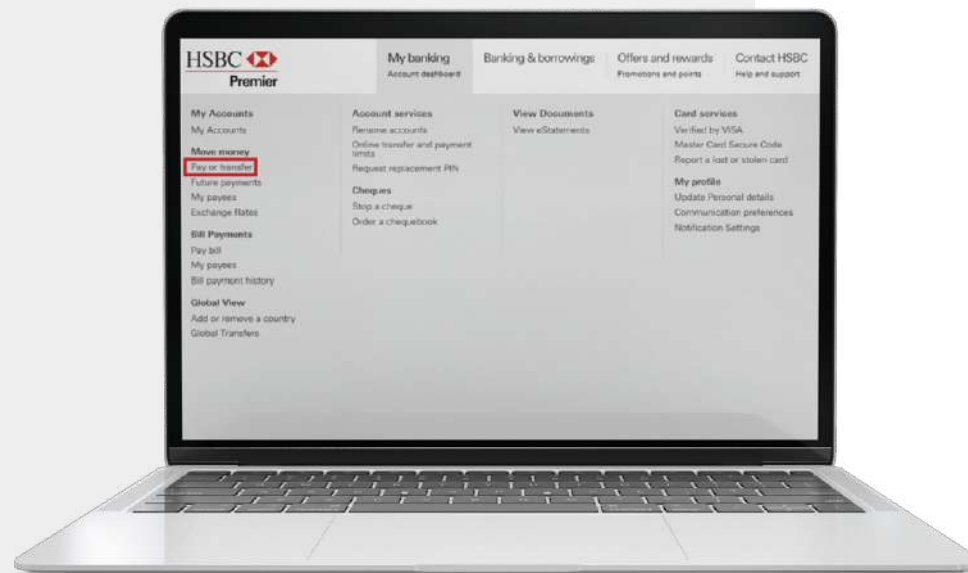 HSBC
Premier
My banking
Account dashboard
Banking & borrowings
Offers and rewards
Promotions and points
Contact HSBC
Help and support
My Accounts
My Accounts
Move money
Pay or transfer
Future payments
My payees
Exchange Rates
Bill Payments
Pay bill
My payees
Bill payment history
Global View
Add or remove a country
Global Transfers
Account services
Rename accounts
Online transfer and payment
limits
Request replacement PIN
Cheques
Stop a cheque
Order a chequebook
View Documents
View eStatements
Card services
Verified by VISA
Master Card Secure Code
Report a lost or stolen card
My profile
Update Personal details
Communication preferences
Notification Settings